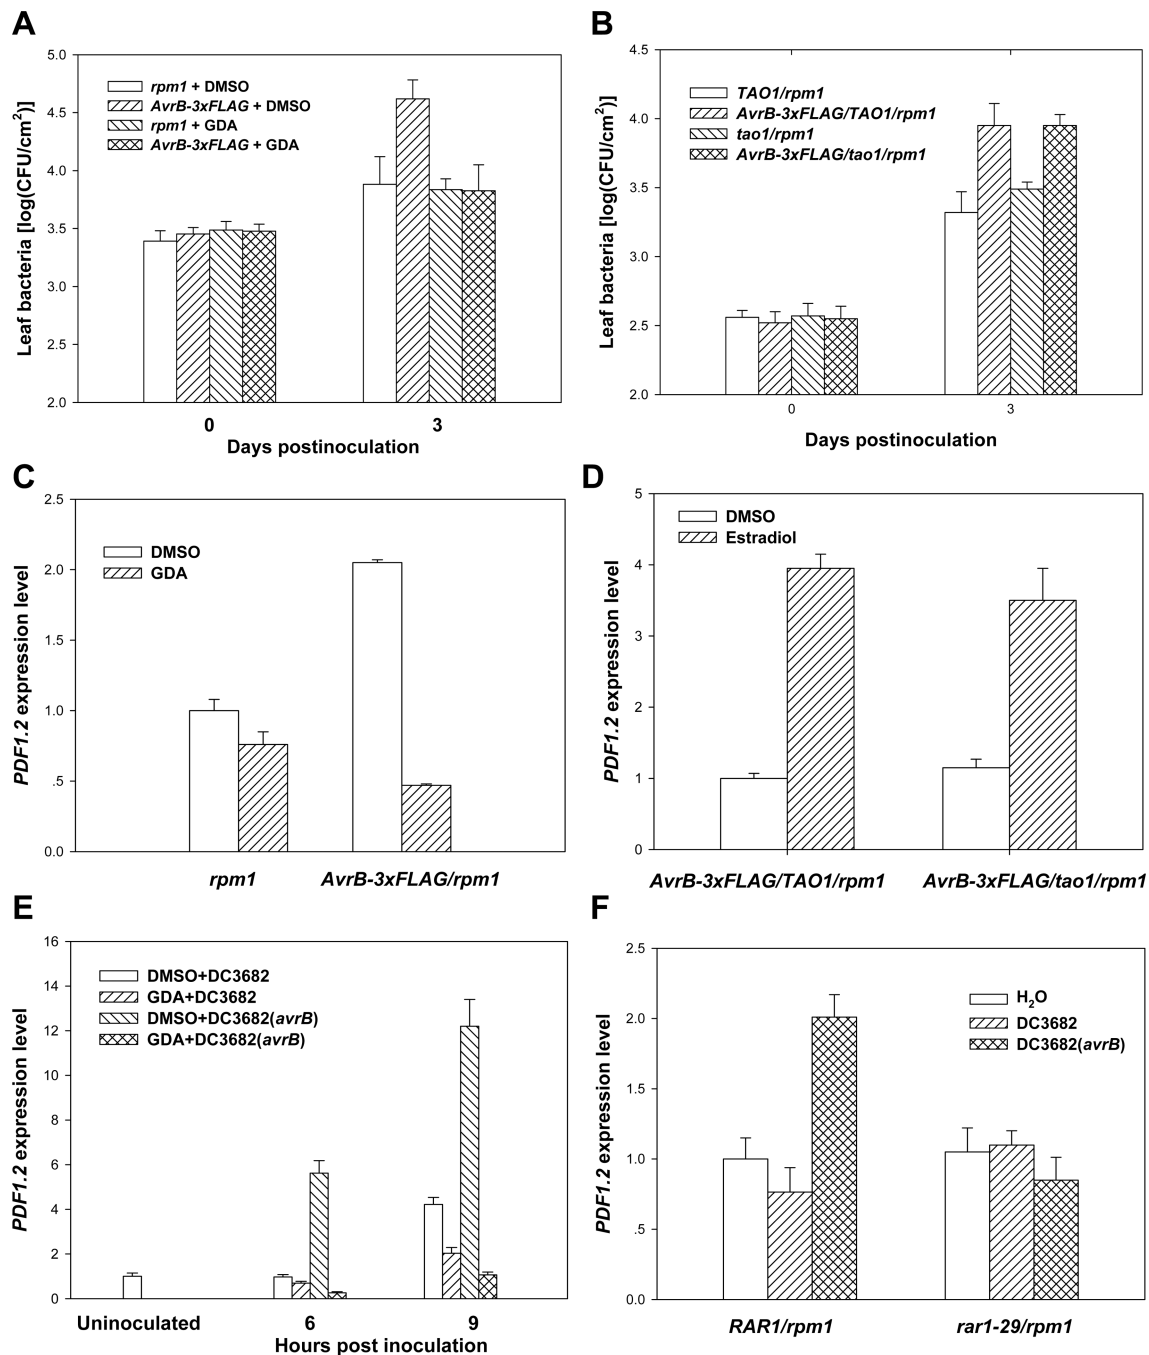 A
Leaf bacteria [log(CFU/cm2)]
5.0
4.5
4.0
3.5
3.0
2.5
2.0
rpm1 + DMSO
AvrB-3xFLAG + DMSO
rpm1 + GDA
AvrB-3xFLAG + GDA
0 3
Days postinoculation
B
Leaf bacteria [log(CFU/cm2)]
4.5
4.0
3.5
3.0
2.5
2.0
TAO1/rpm1
AvrB-3xFLAG/TAO1/rpm1
tao1/rpm1
AvrB-3xFLAG/tao1/rpm1
0 3
Days postinoculation
C
PDF1.2 expression level
2.5
2.0
1.5
1.0
.5
0.0
DMSO
GDA
rpm1 AvrB-3xFLAG/rpm1
D
PDF1.2 expression level
5
4
3
2
1
0
DMSO
Estradiol
AvrB-3xFLAG/TAO1/rpm1 AvrB-3xFLAG/tao1/rpm1
E
PDF1.2 expression level
16
14
12
10
8
6
4
2
0
DMSO+DC3682
GDA+DC3682
DMSO+DC3682(avrB)
GDA+DC3682(avrB)
Uninoculated 6 9
Hours post inoculation
F
PDF1.2 expression level
2.5
2.0
1.5
1.0
.5
0.0
H2O
DC3682
DC3682(avrB)
RAR1/rpm1 rar1-29/rpm1